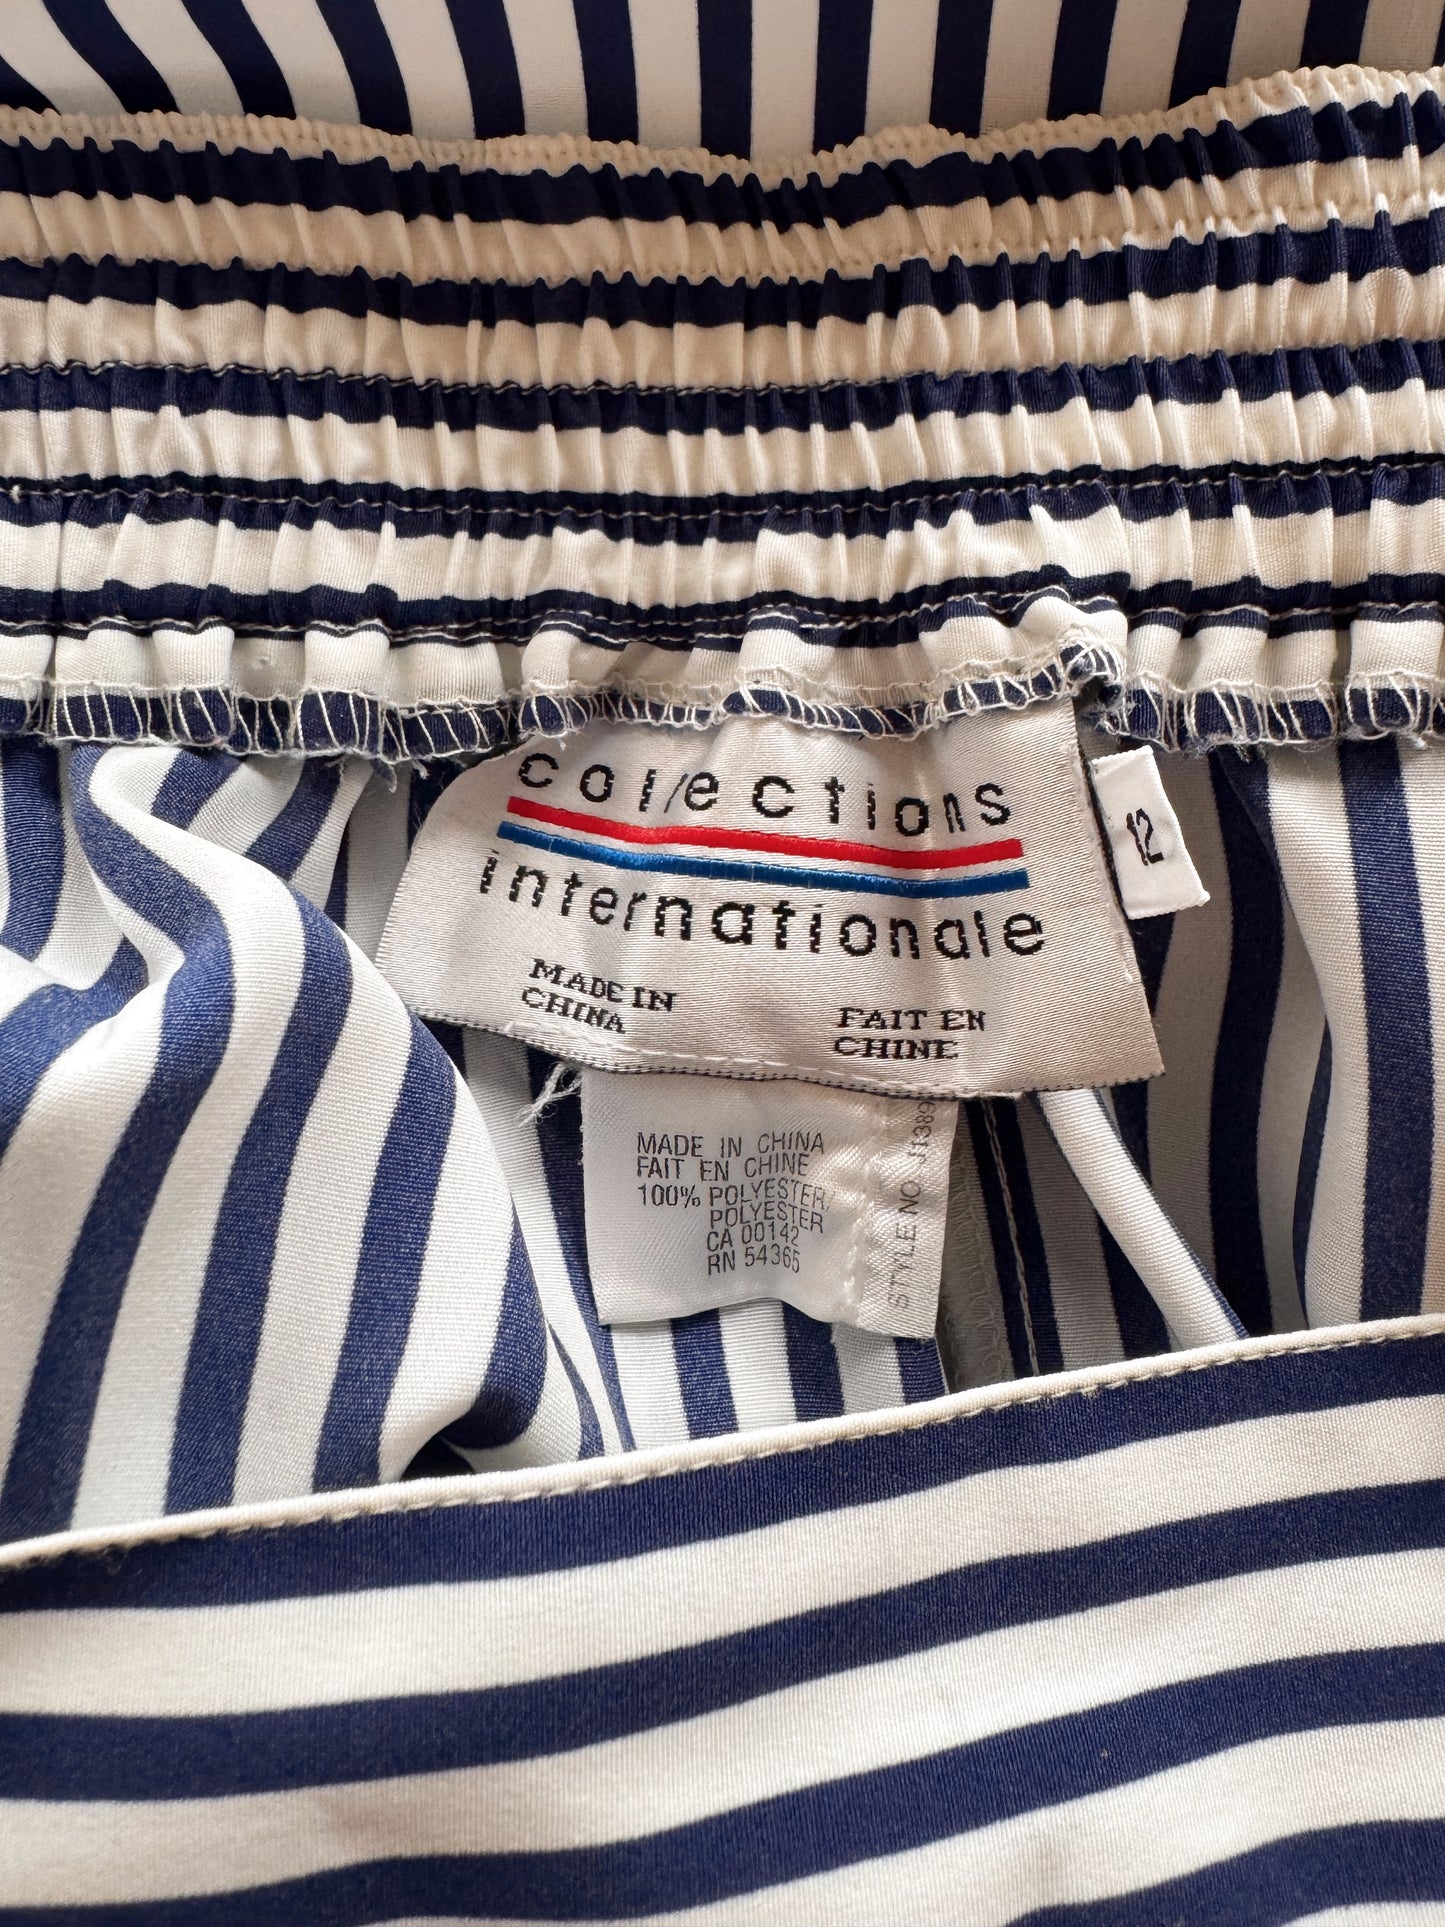 collections
12
internationale
MADE IN
CHINA
FAIT EN
CHINE
MADE IN CHINA
FAIT EN CHINE
100% POLYESTER/
POLYESTER
CA 00142
RN 54365
STYLE NO.